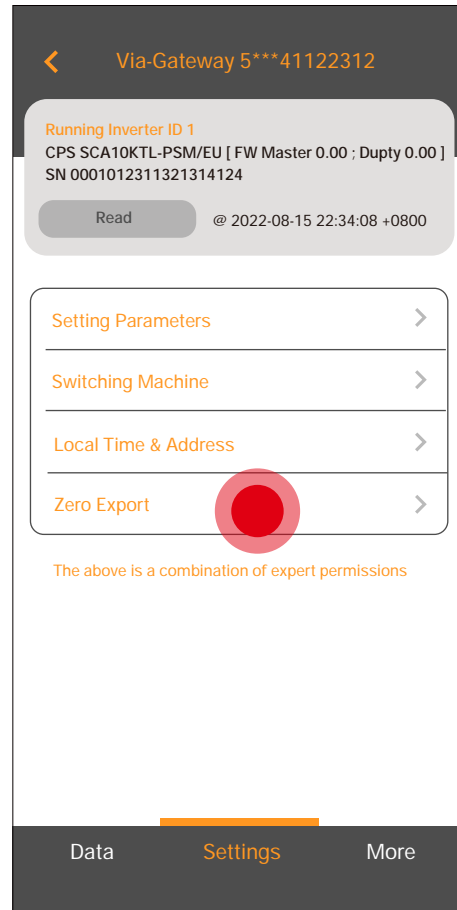 Via-Gateway 5***41122312
Running Inverter ID 1
CPS SCA10KTL-PSM/EU [ FW Master 0.00 ; Dupty 0.00 ]
SN 0001012311321314124
Read @ 2022-08-15 22:34:08 +0800
Setting Parameters
Switching Machine
Local Time & Address
Zero Export
The above is a combination of expert permissions
Data Settings More